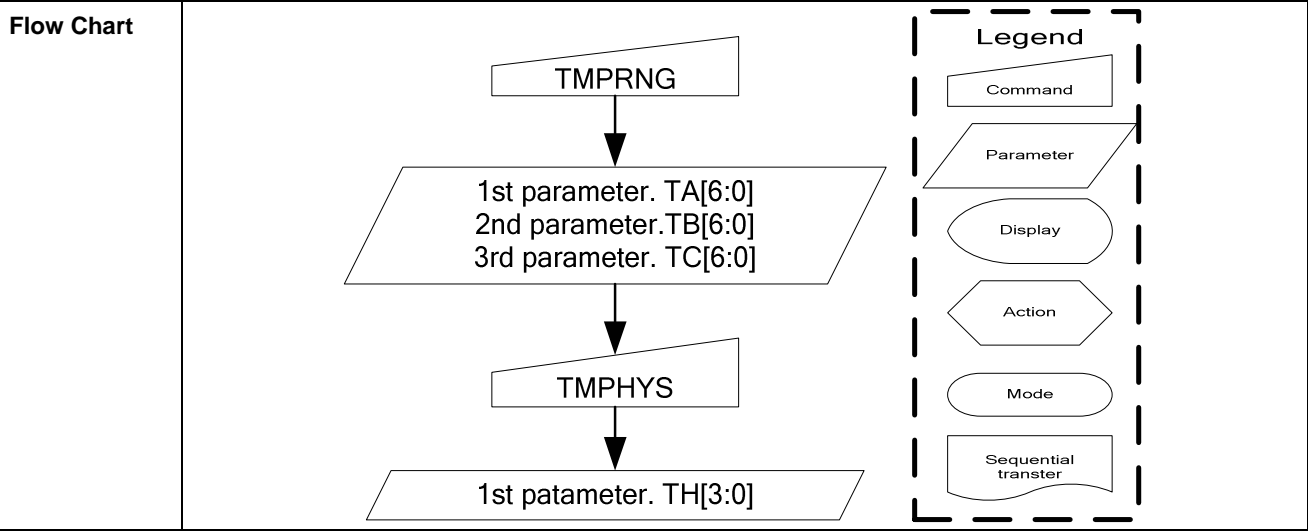 Flow Chart
TMPRNG
1st parameter. TA[6:0]
2nd parameter.TB[6:0]
3rd parameter. TC[6:0]
TMPHYS
1st patameter. TH[3:0]
Legend
Command
Parameter
Display
Action
Mode
Sequential
transter